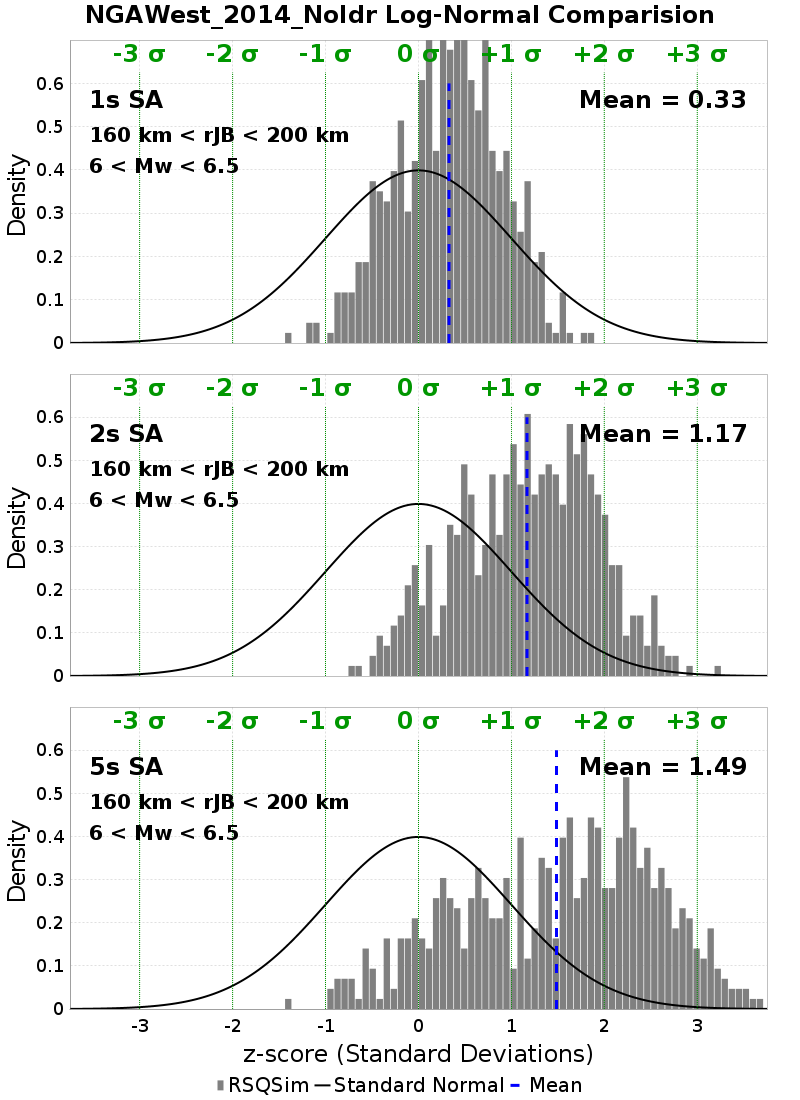 NGAWest_2014_NoIdr Log-Normal Comparision
-3 σ -2 σ -1 σ 0 σ +1 σ +2 σ +3 σ
0.6
1s SA Mean = 0.33
0.5
160 km < rJB < 200 km
6 < Mw < 6.5
0.4
0.3
0.2
0.1
0
Density
-3 σ -2 σ -1 σ 0 σ +1 σ +2 σ +3 σ
0.6
2s SA Mean = 1.17
0.5
160 km < rJB < 200 km
6 < Mw < 6.5
0.4
0.3
0.2
0.1
0
Density
-3 σ -2 σ -1 σ 0 σ +1 σ +2 σ +3 σ
0.6
5s SA Mean = 1.49
0.5
160 km < rJB < 200 km
6 < Mw < 6.5
0.4
0.3
0.2
0.1
0
Density
-3 -2 -1 0 1 2 3
z-score (Standard Deviations)
RSQSim Standard Normal Mean